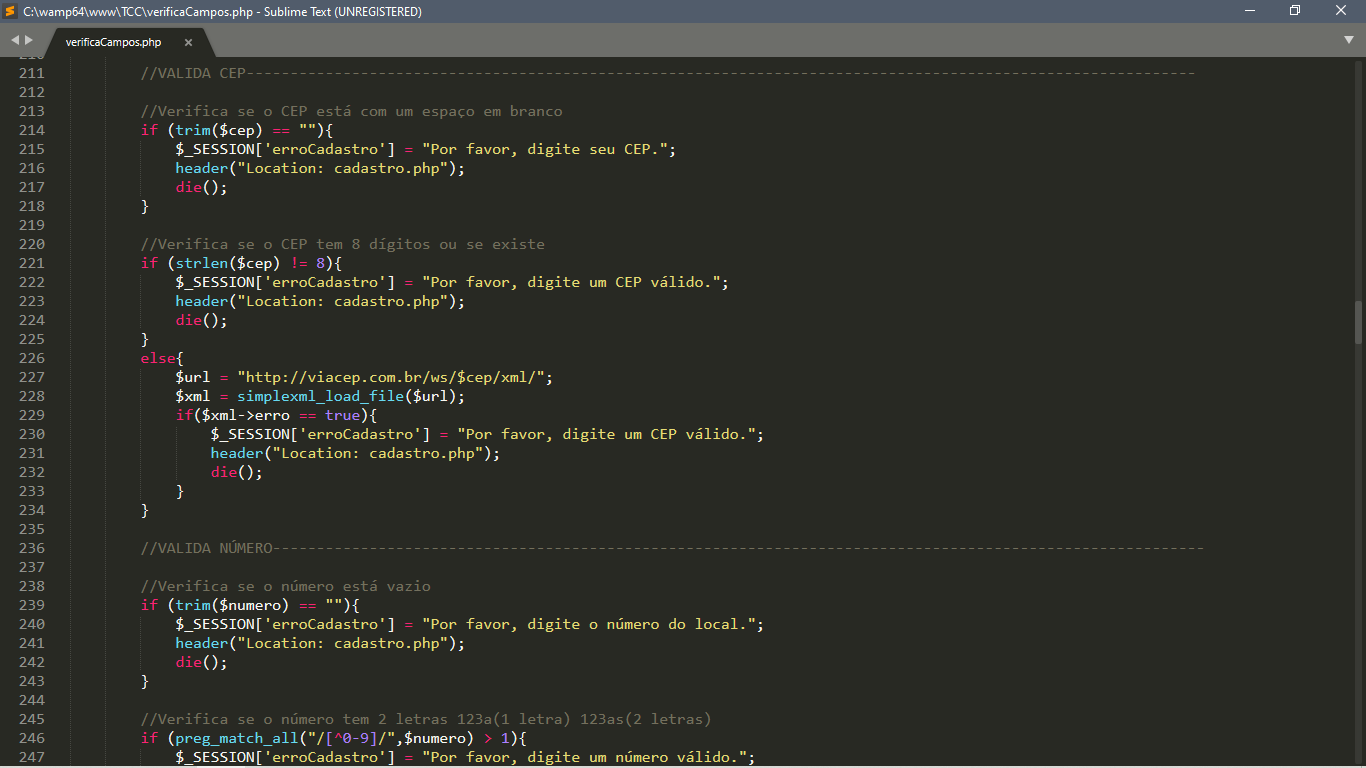 C:\wamp64\www\TCC\verificaCampos.php - Sublime Text (UNREGISTERED)
verificaCampos.php
210
211 //VALIDA CEP------------------------------------------------------------------------------------------------------------
212
213 //Verifica se o CEP está com um espaço em branco
214 if (trim($cep) == ""){
215 $_SESSION['erroCadastro'] = "Por favor, digite seu CEP.";
216 header("Location: cadastro.php");
217 die();
218 }
219
220 //Verifica se o CEP tem 8 dígitos ou se existe
221 if (strlen($cep) != 8){
222 $_SESSION['erroCadastro'] = "Por favor, digite um CEP válido.";
223 header("Location: cadastro.php");
224 die();
225 }
226 else{
227 $url = "http://viacep.com.br/ws/$cep/xml/";
228 $xml = simplexml_load_file($url);
229 if($xml->erro == true){
230 $_SESSION['erroCadastro'] = "Por favor, digite um CEP válido.";
231 header("Location: cadastro.php");
232 die();
233 }
234 }
235
236 //VALIDA NÚMERO----------------------------------------------------------------------------------------------------------
237
238 //Verifica se o número está vazio
239 if (trim($numero) == ""){
240 $_SESSION['erroCadastro'] = "Por favor, digite o número do local.";
241 header("Location: cadastro.php");
242 die();
243 }
244
245 //Verifica se o número tem 2 letras 123a(1 letra) 123as(2 letras)
246 if (preg_match_all("/[^0-9]/",$numero) > 1){
247 $_SESSION['erroCadastro'] = "Por favor, digite um número válido.";